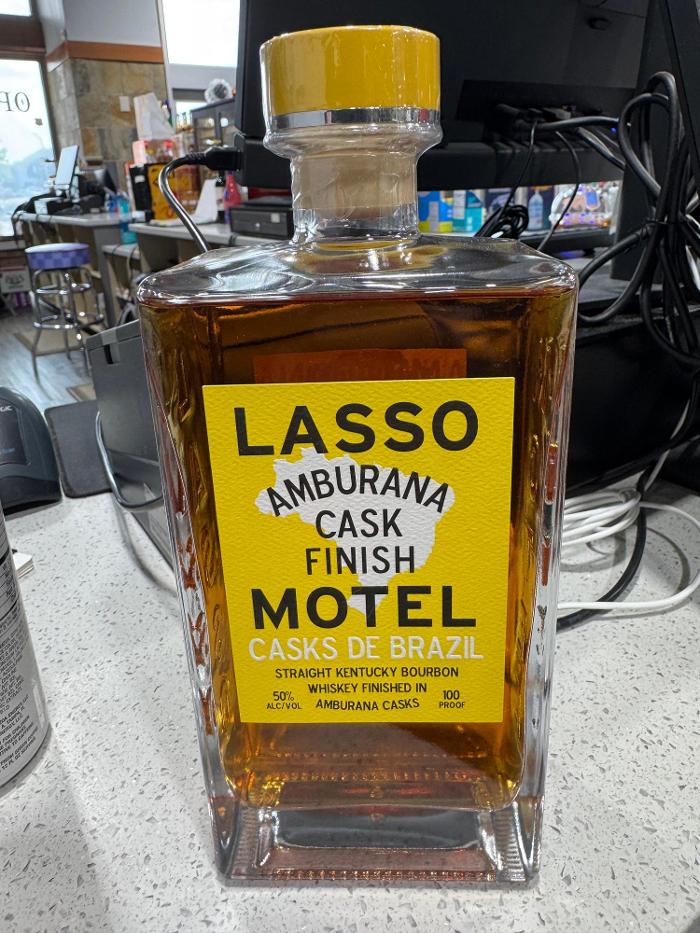 LASSO
AMBURANA
CASK
FINISH
MOTEL
CASKS DE BRAZIL
STRAIGHT KENTUCKY BOURBON
WHISKEY FINISHED IN
AMBURANA CASKS
50%
ALC/VOL
100
PROOF